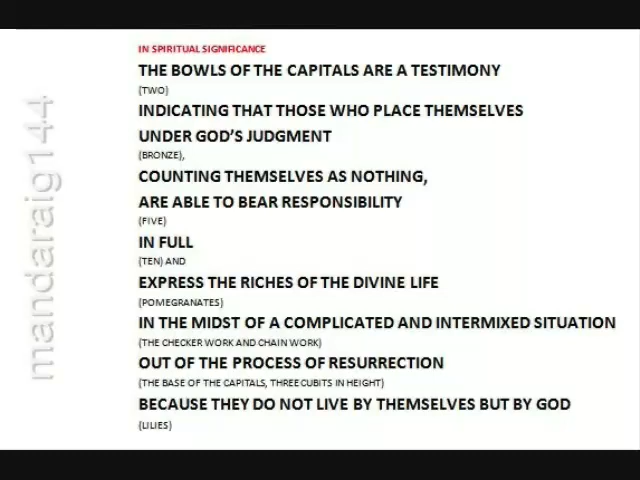 IN SPIRITUAL SIGNIFICANCE
THE BOWLS OF THE CAPITALS ARE A TESTIMONY
(TWO)
INDICATING THAT THOSE WHO PLACE THEMSELVES
UNDER GOD'S JUDGMENT
(BRONZE),
COUNTING THEMSELVES AS NOTHING,
ARE ABLE TO BEAR RESPONSIBILITY
(FIVE)
IN FULL
(TEN) AND
EXPRESS THE RICHES OF THE DIVINE LIFE
(POMEGRANATES)
IN THE MIDST OF A COMPLICATED AND INTERMIXED SITUATION
(THE CHECKER WORK AND CHAIN WORK)
OUT OF THE PROCESS OF RESURRECTION
(THE BASE OF THE CAPITALS, THREE CUBITS IN HEIGHT)
BECAUSE THEY DO NOT LIVE BY THEMSELVES BUT BY GOD
(LILIES)
mandaraig144